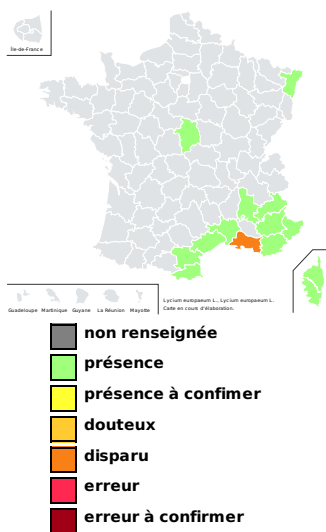 Île-de-France
Guadeloupe Martinique Guyane La Réunion Mayotte
Lycium europaeum L., Lycium europaeum L.
Carte en cours d'élaboration.
non renseignée
présence
présence à confimer
douteux
disparu
erreur
erreur à confirmer